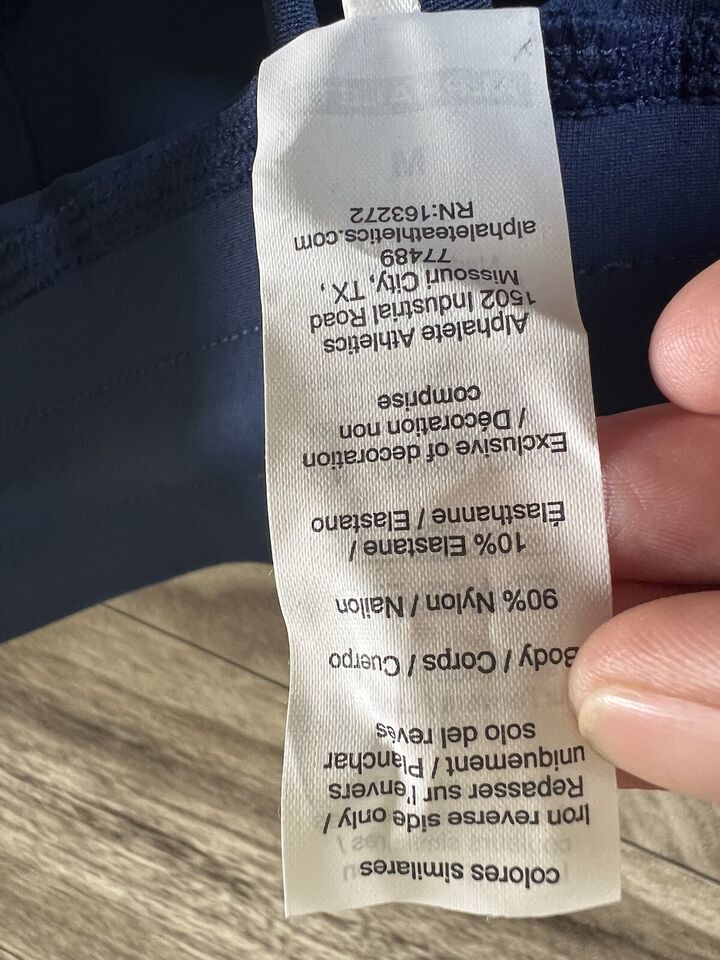 colores similares
Iron reverse side only /
Repasser sur l'envers
uniquement / Planchar
solo del revés
Body / Corps / Cuerpo
90% Nylon / Nailon
10% Elastane /
Élasthanne / Elastano
Exclusive of decoration
/ Décoration non
comprise
Alphalete Athletics
1502 Industrial Road
Missouri City, TX ,
77489
alphaleteathletics.com
RN:163272
M